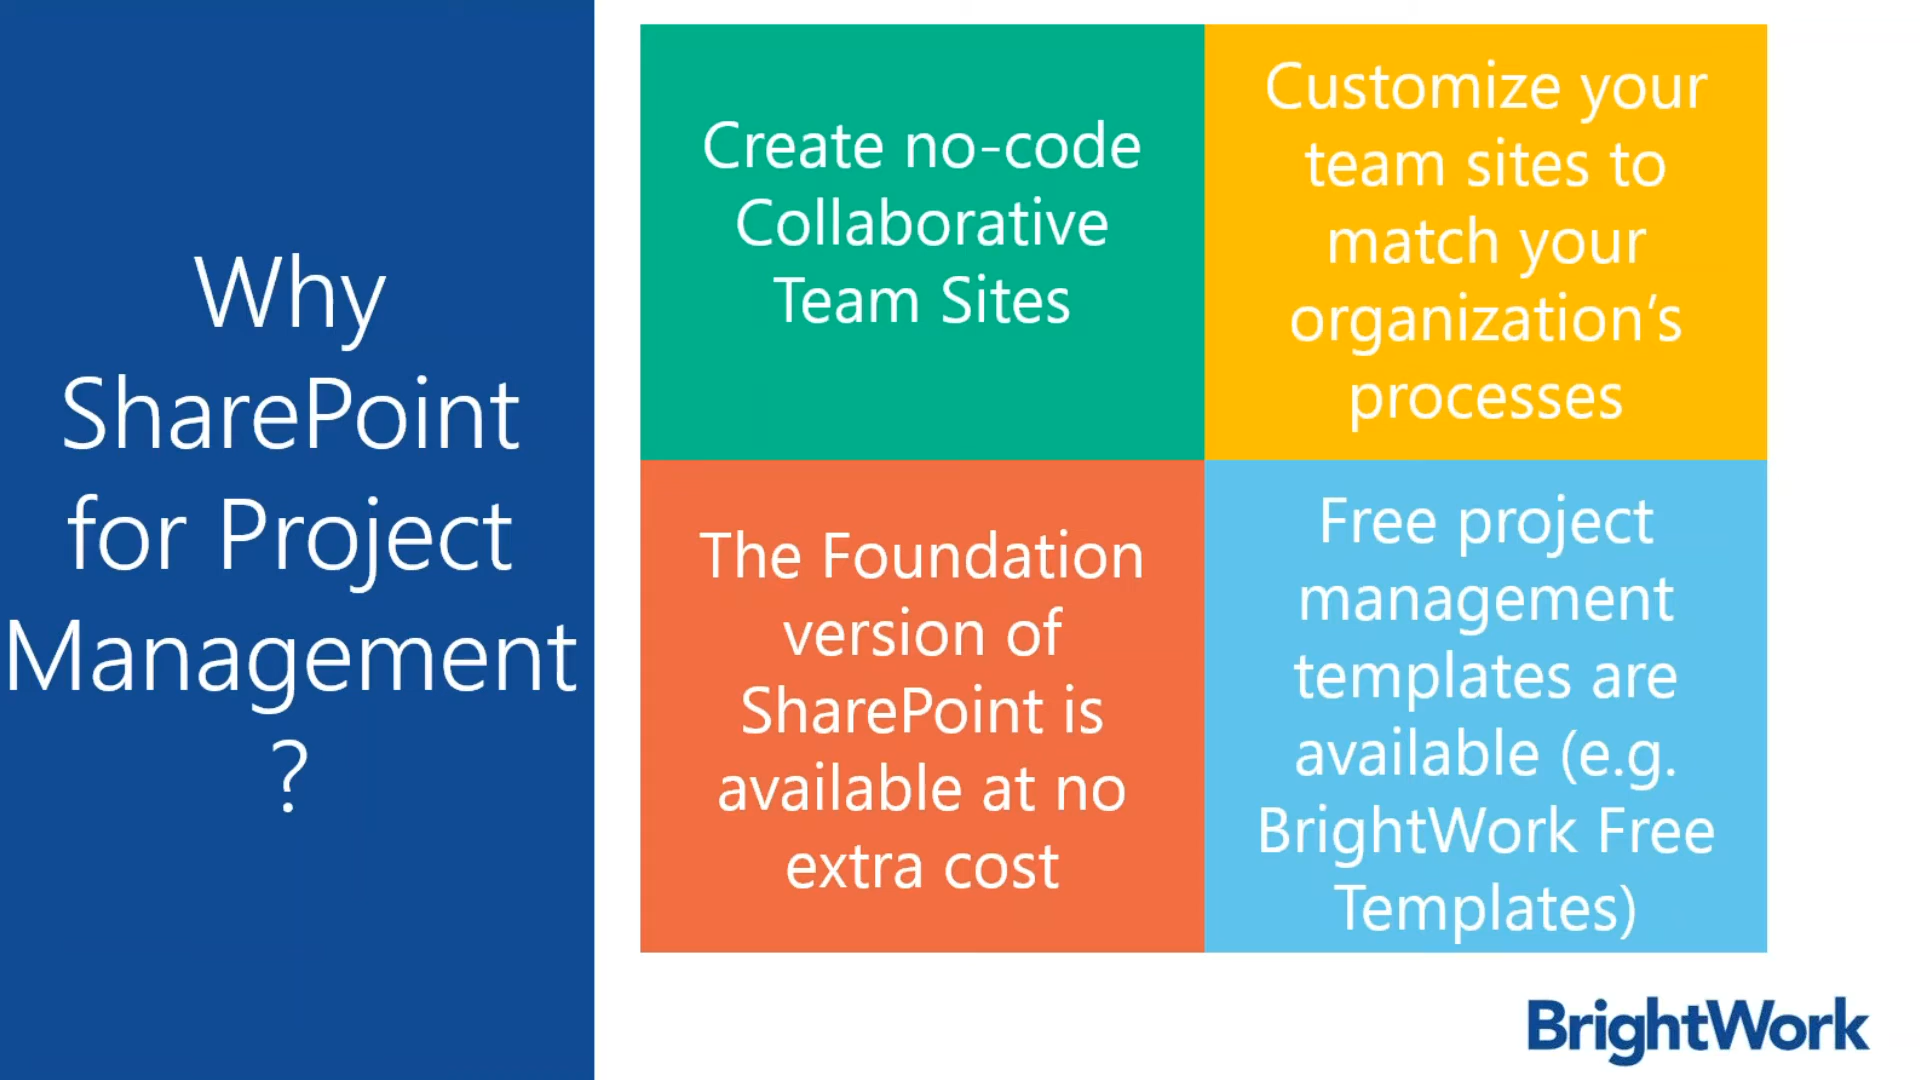 Why
SharePoint
for Project
Management
?
Create no-code
Collaborative
Team Sites
Customize your
team sites to
match your
organization's
processes
The Foundation
version of
SharePoint is
available at no
extra cost
Free project
management
templates are
available (e.g.
BrightWork Free
Templates)
BrightWork